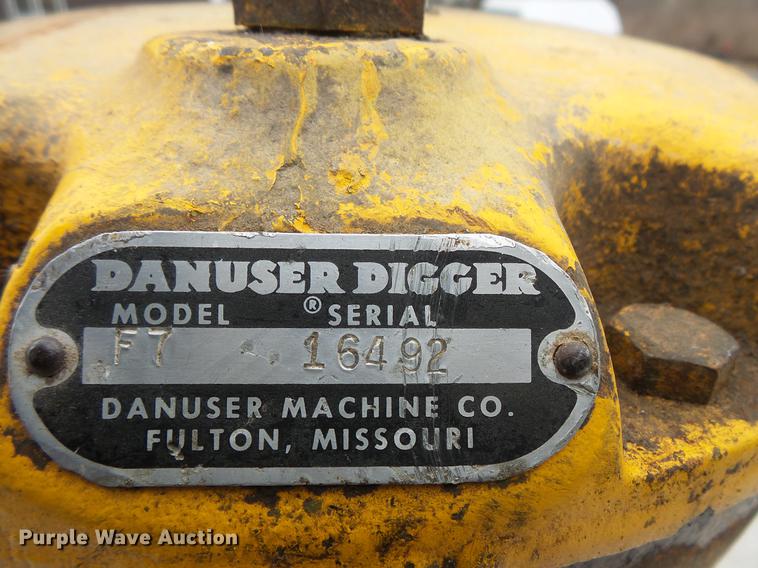 DANUSER DIGGER
MODEL ® SERIAL
F7 16492
DANUSER MACHINE CO.
FULTON, MISSOURI
Purple Wave Auction